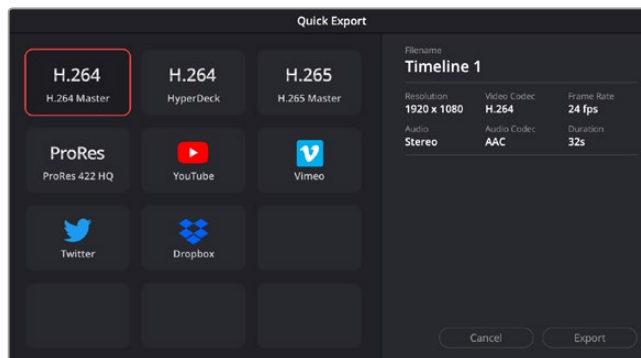 Quick Export
H.264
H.264 Master
H.264
HyperDeck
H.265
H.265 Master
ProRes
ProRes 422 HQ
YouTube
Vimeo
Twitter
Dropbox
Filename
Timeline 1
Resolution Video Codec Frame Rate
1920 x 1080 H.264 24 fps
Audio Audio Codec Duration
Stereo AAC 32s
Cancel Export